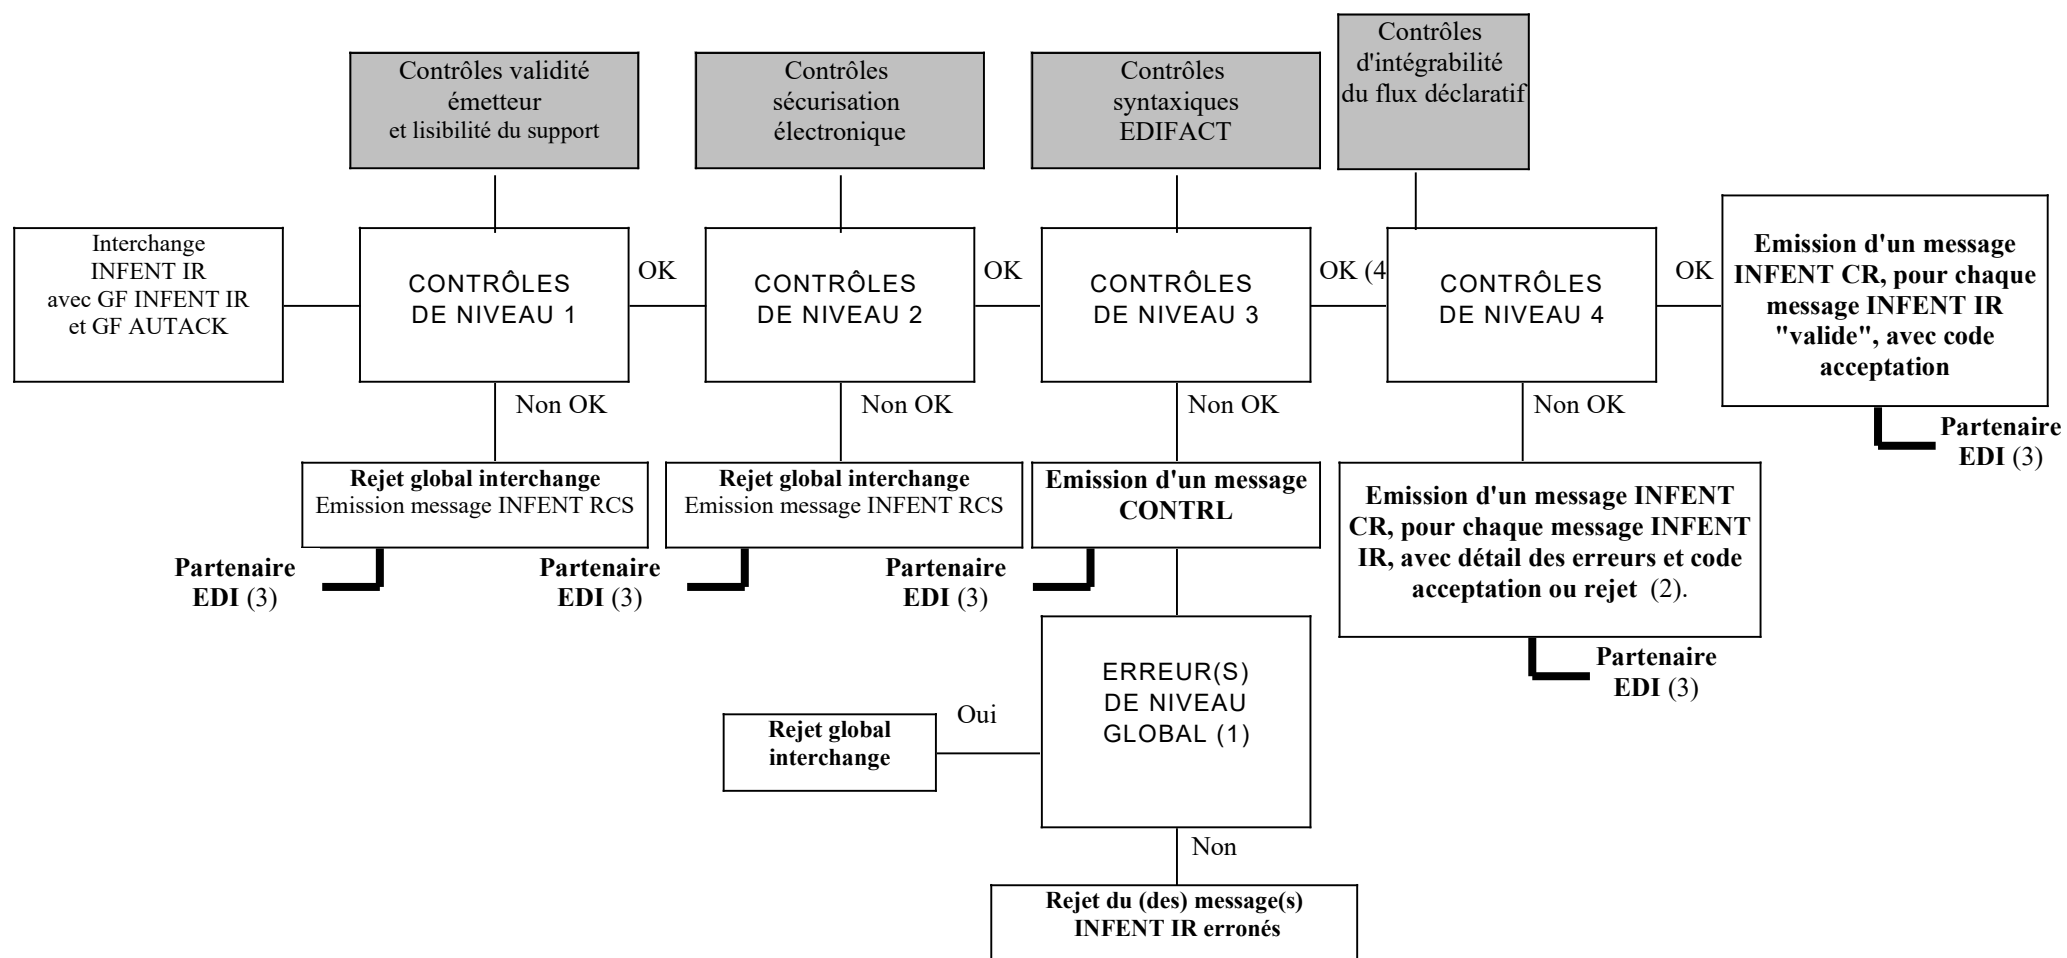 Contrôles validité
émetteur
et lisibilité du support
Contrôles
sécurisation
électronique
Contrôles
syntaxiques
EDIFACT
Contrôles
d'intégrabilité
du flux déclaratif
Interchange
INFENT IR
avec GF INFENT IR
et GF AUTACK
CONTRÔLES
DE NIVEAU 1
OK
CONTRÔLES
DE NIVEAU 2
OK
CONTRÔLES
DE NIVEAU 3
OK (4
CONTRÔLES
DE NIVEAU 4
OK
Emission d'un message
INFENT CR, pour chaque
message INFENT IR
"valide", avec code
acceptation
Non OK
Non OK
Non OK
Non OK
Partenaire
EDI (3)
Rejet global interchange
Emission message INFENT RCS
Rejet global interchange
Emission message INFENT RCS
Emission d'un message
CONTRL
Emission d'un message INFENT
CR, pour chaque message INFENT
IR, avec détail des erreurs et code
acceptation ou rejet (2).
Partenaire
EDI (3)
Partenaire
EDI (3)
Partenaire
EDI (3)
Partenaire
EDI (3)
ERREUR(S)
DE NIVEAU
GLOBAL (1)
Oui
Rejet global
interchange
Non
Rejet du (des) message(s)
INFENT IR erronés